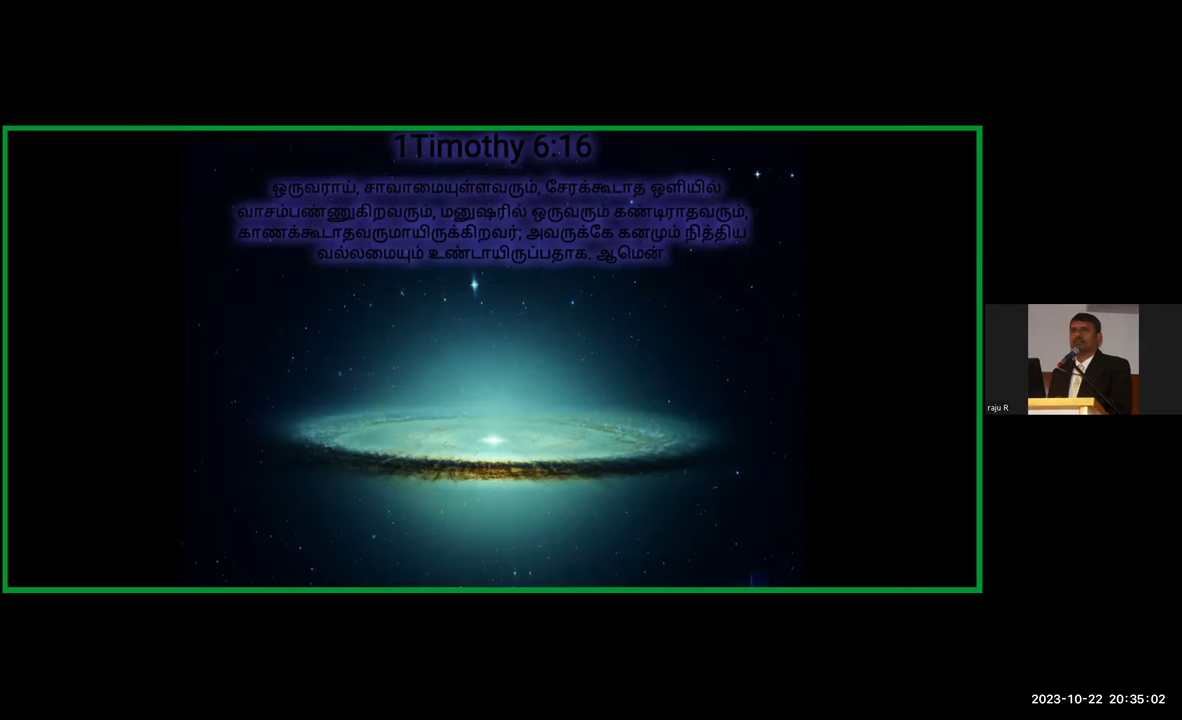 1Timothy 6:16
ஒருவராய், சாவாமையுள்ளவரும், சேரக்கூடாத ஒளியில்
வாசம்பண்ணுகிறவரும், மனுஷரில் ஒருவரும் கண்டிராதவரும்,
காணக்கூடாதவருமாயிருக்கிறவர்; அவருக்கே கனமும் நித்திய
வல்லமையும் உண்டாயிருப்பதாக. ஆமென்
raju R
2023-10-22 20:35:02